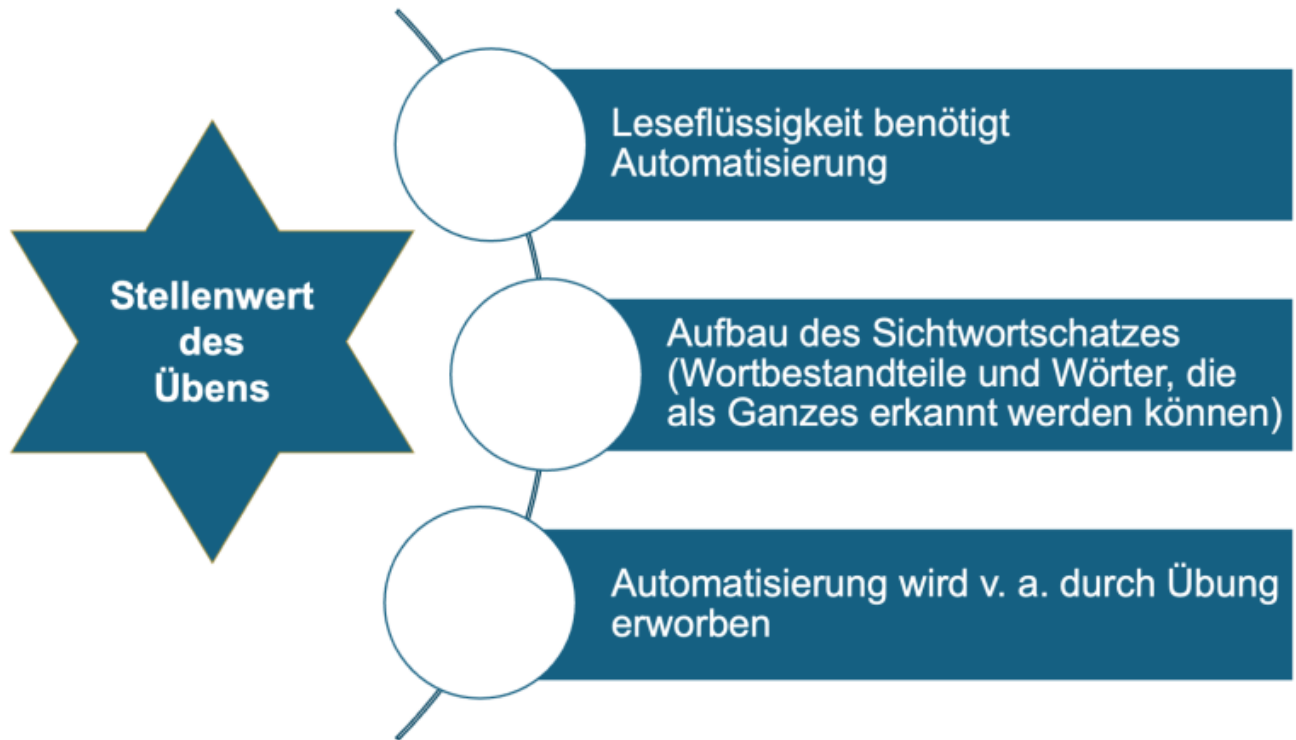 Stellenwert
des
Übens
Leseflüssigkeit benötigt
Automatisierung
Aufbau des Sichtwortschatzes
(Wortbestandteile und Wörter, die
als Ganzes erkannt werden können)
Automatisierung wird v. a. durch Übung
erworben